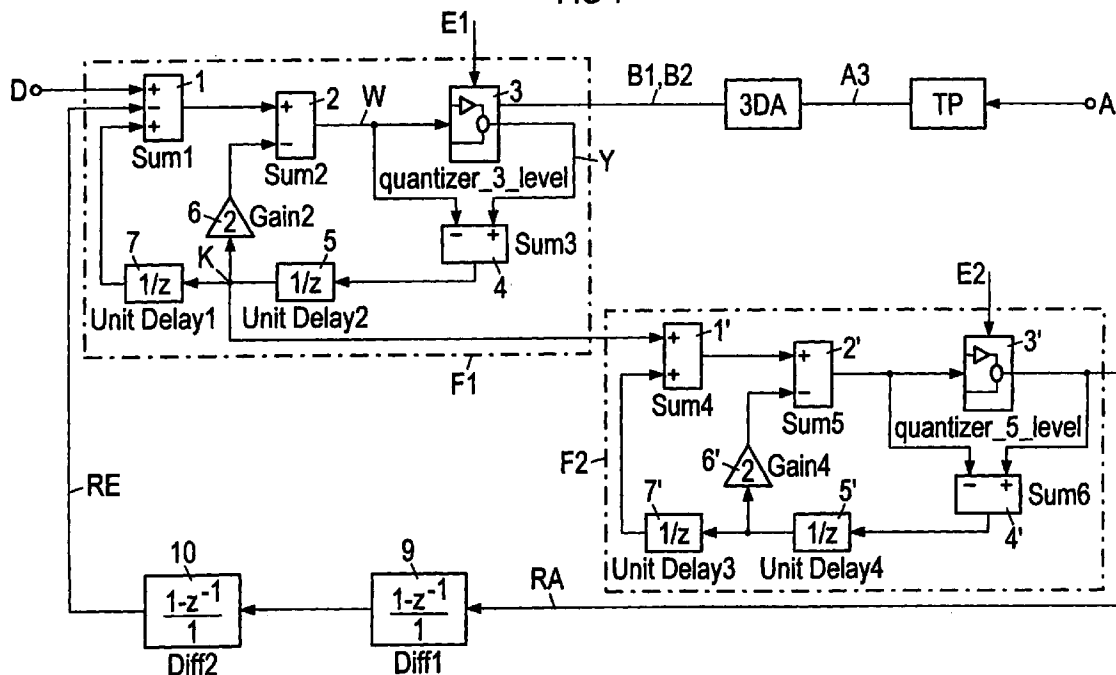 E1
D
1
+
−
+
Sum1
2
+
−
Sum2
W
3
quantizer_3_level
B1,B2
3DA
A3
TP
A
Y
6
2
Gain2
−
+
Sum3
4
7
1/z
Unit Delay1
K
5
1/z
Unit Delay2
F1
E2
1'
+
+
Sum4
2'
+
−
Sum5
3'
quantizer_5_level
F2
6'
2
Gain4
−
+
Sum6
4'
7'
1/z
Unit Delay3
5'
1/z
Unit Delay4
RE
10
1-z⁻¹
1
Diff2
9
1-z⁻¹
1
Diff1
RA